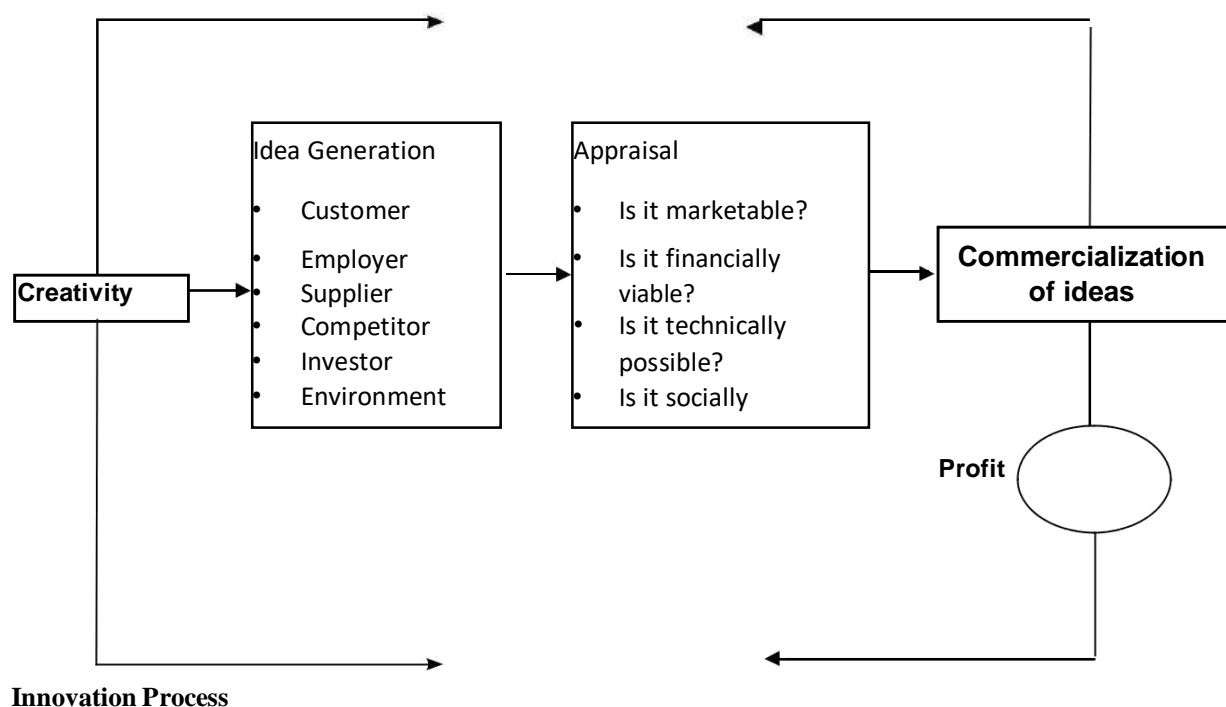 Idea Generation
• Customer
• Employer
• Supplier
• Competitor
• Investor
• Environment
Appraisal
• Is it marketable?
• Is it financially
viable?
• Is it technically
possible?
• Is it socially
Creativity
Commercialization
of ideas
Profit
Innovation Process